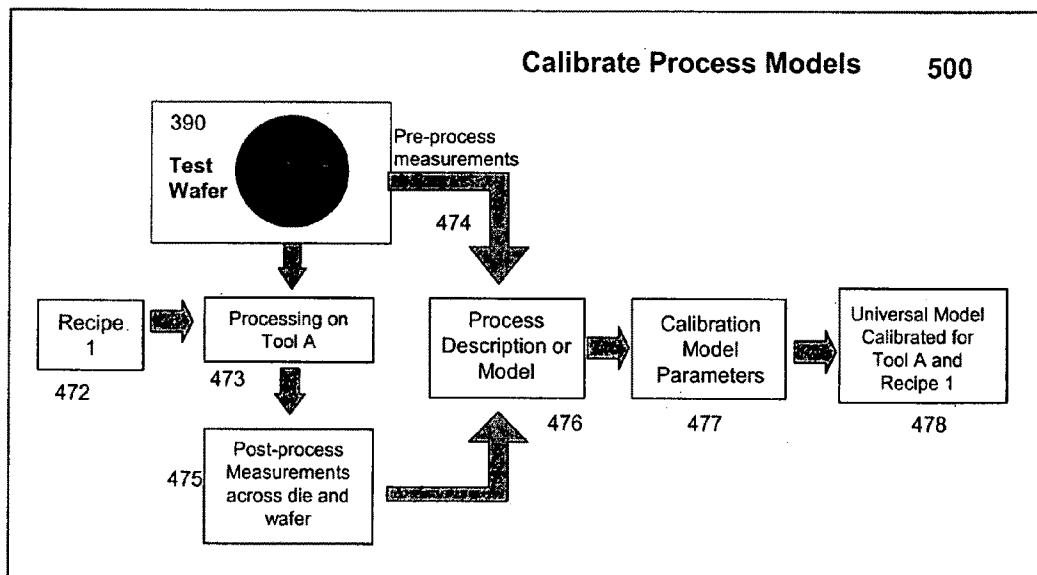 Calibrate Process Models 500
390
Test
Wafer
Pre-process
measurements
474
Recipe.
1
472
Processing on
Tool A
473
475
Post-process
Measurements
across die and
wafer
Process
Description or
Model
476
Calibration
Model
Parameters
477
Universal Model
Calibrated for
Tool A and
Recipe 1
478